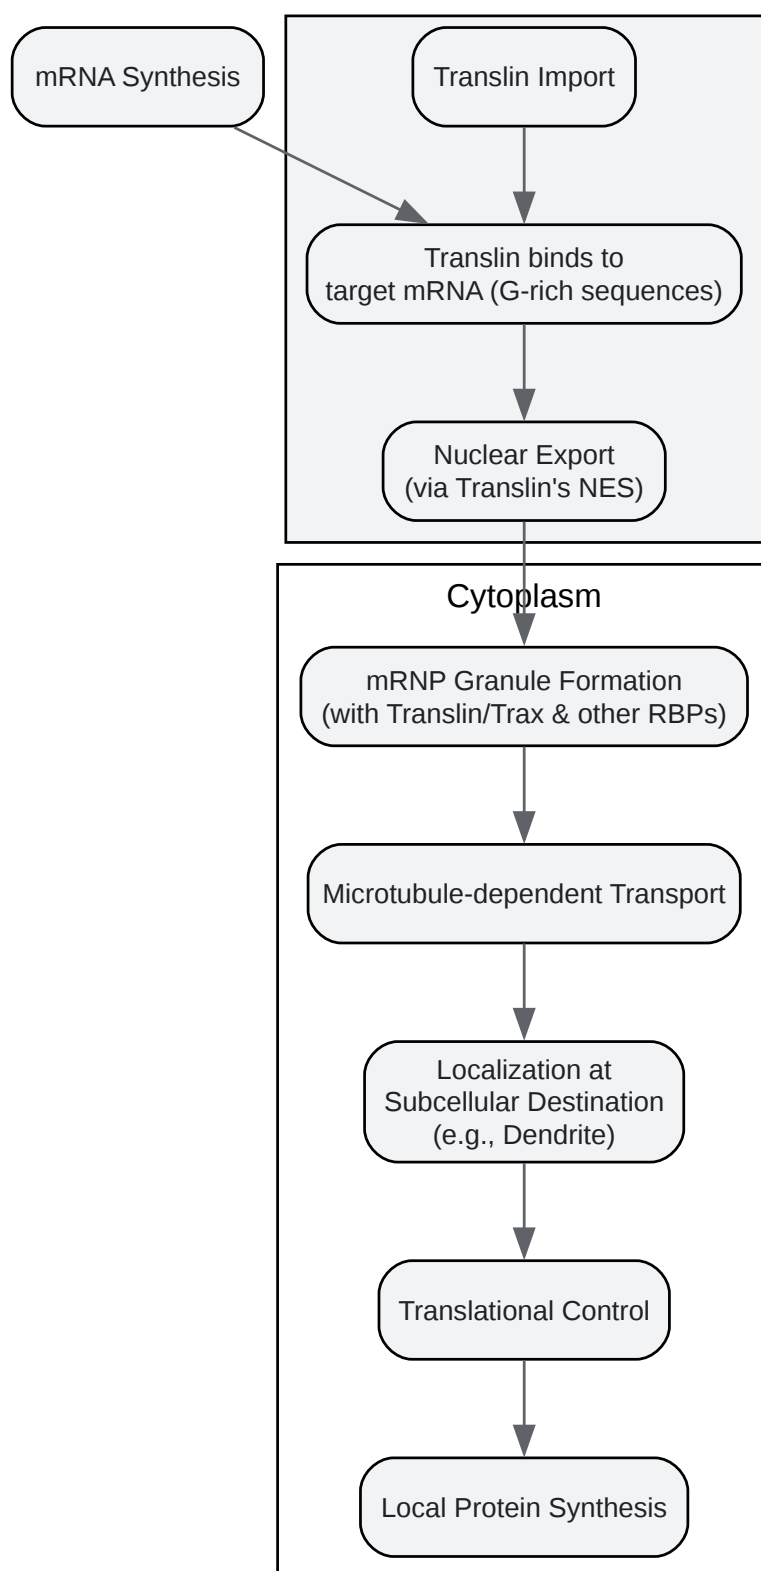 mRNA Synthesis
Translin Import
Translin binds to
target mRNA (G-rich sequences)
Nuclear Export
(via Translin's NES)
Cytoplasm
mRNP Granule Formation
(with Translin/Trax & other RBPs)
Microtubule-dependent Transport
Localization at
Subcellular Destination
(e.g., Dendrite)
Translational Control
Local Protein Synthesis